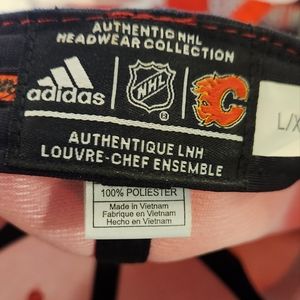 AUTHENTIC NHL
HEADWEAR COLLECTION
adidas
NHL
®
C
L/X
AUTHENTIQUE LNH
LOUVRE-CHEF ENSEMBLE
100% POLIESTER
Made in Vietnam
Fabrique en Vietnam
Hecho en Vietnam